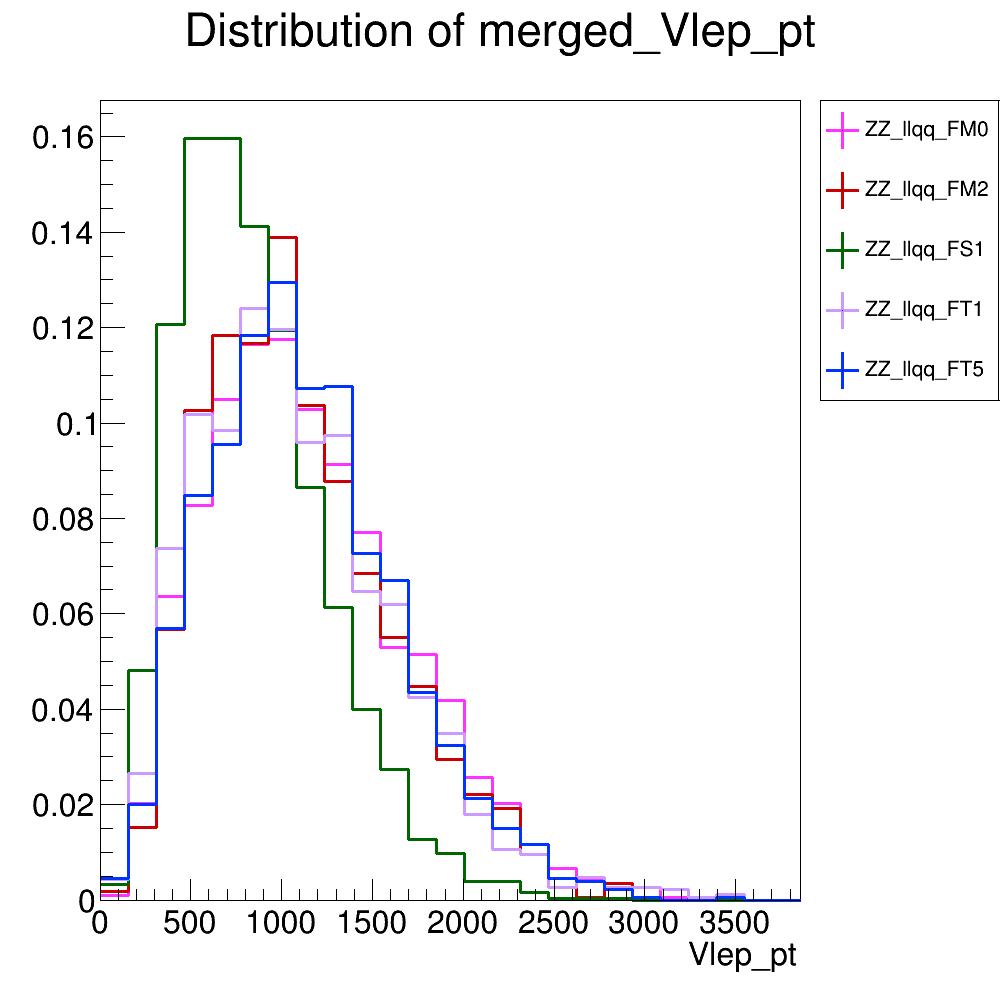 Distribution of merged_Vlep_pt
0.16
0.14
0.12
0.1
0.08
0.06
0.04
0.02
0
0 500 1000 1500 2000 2500 3000 3500
Vlep_pt
ZZ_llqq_FM0
ZZ_llqq_FM2
ZZ_llqq_FS1
ZZ_llqq_FT1
ZZ_llqq_FT5